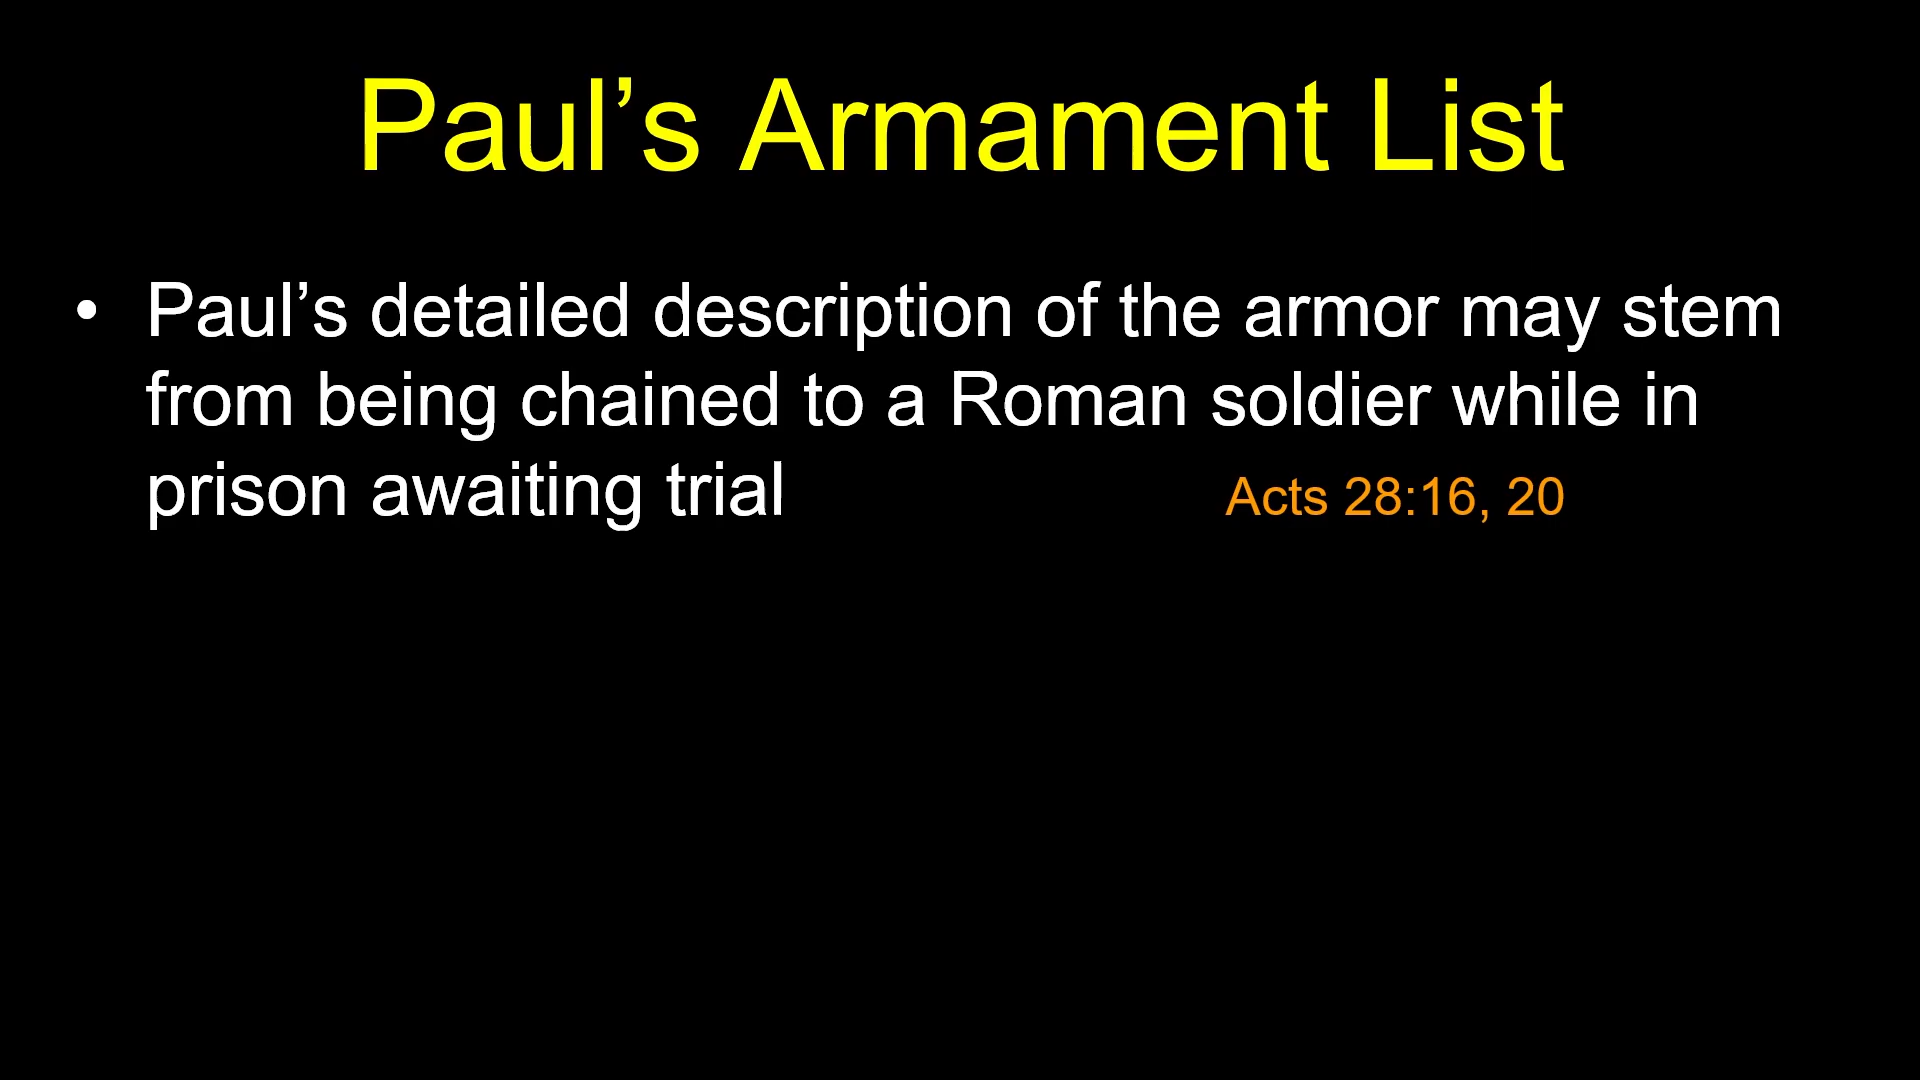 Paul’s Armament List
• Paul’s detailed description of the armor may stem
from being chained to a Roman soldier while in
prison awaiting trial Acts 28:16, 20